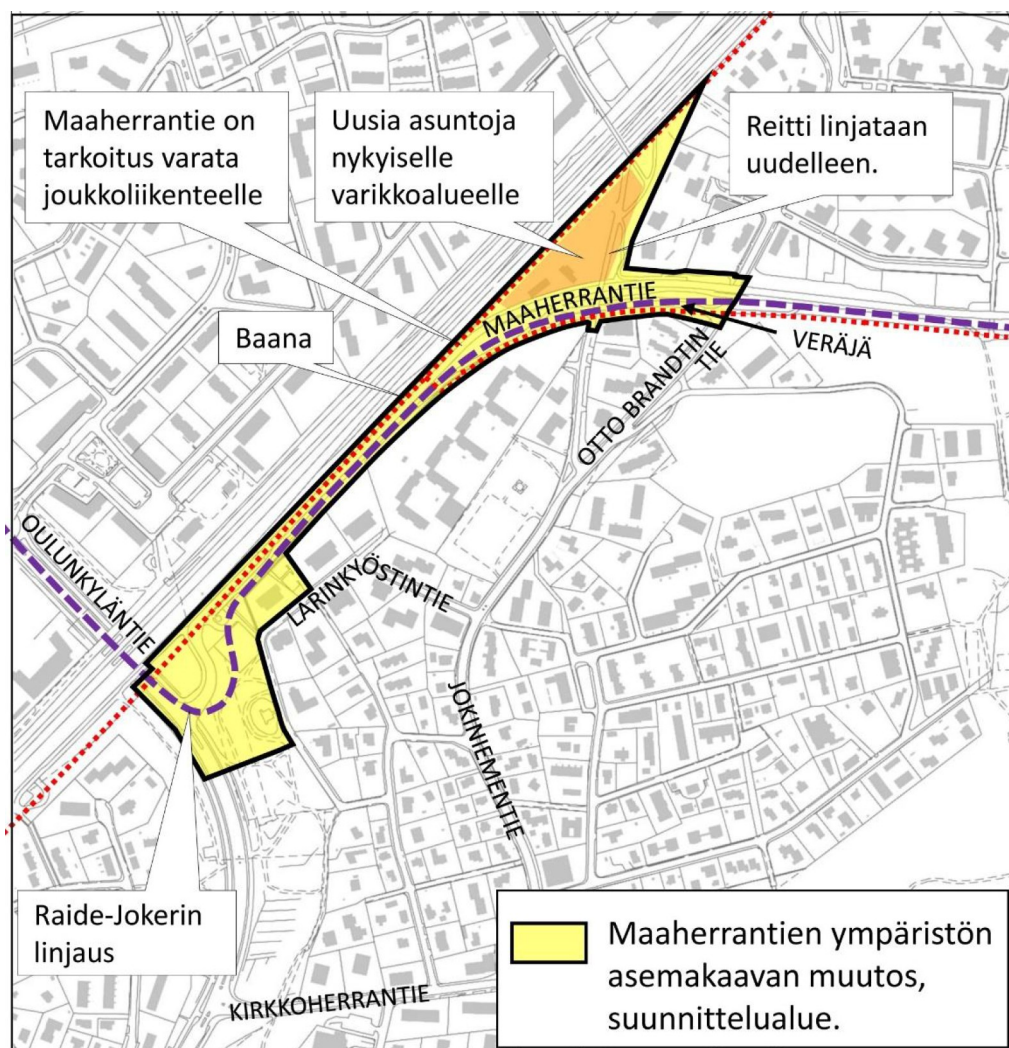 Maaherrantie on
tarkoitus varata
joukkoliikenteelle
Uusia asuntoja
nykyiselle
varikkoalueelle
Reitti linjataan
uudelleen.
Baana
MAAHERRANTIE
VERÄJÄ
OTTO BRANDTIN
TIE
OULUNKYLÄNTIE
LARINKYÖSTINTIE
JOKINIEMENTIE
Raide-Jokerin
linjaus
KIRKKOHERRANTIE
Maaherrantien ympäristön
asemakaavan muutos,
suunnittelualue.